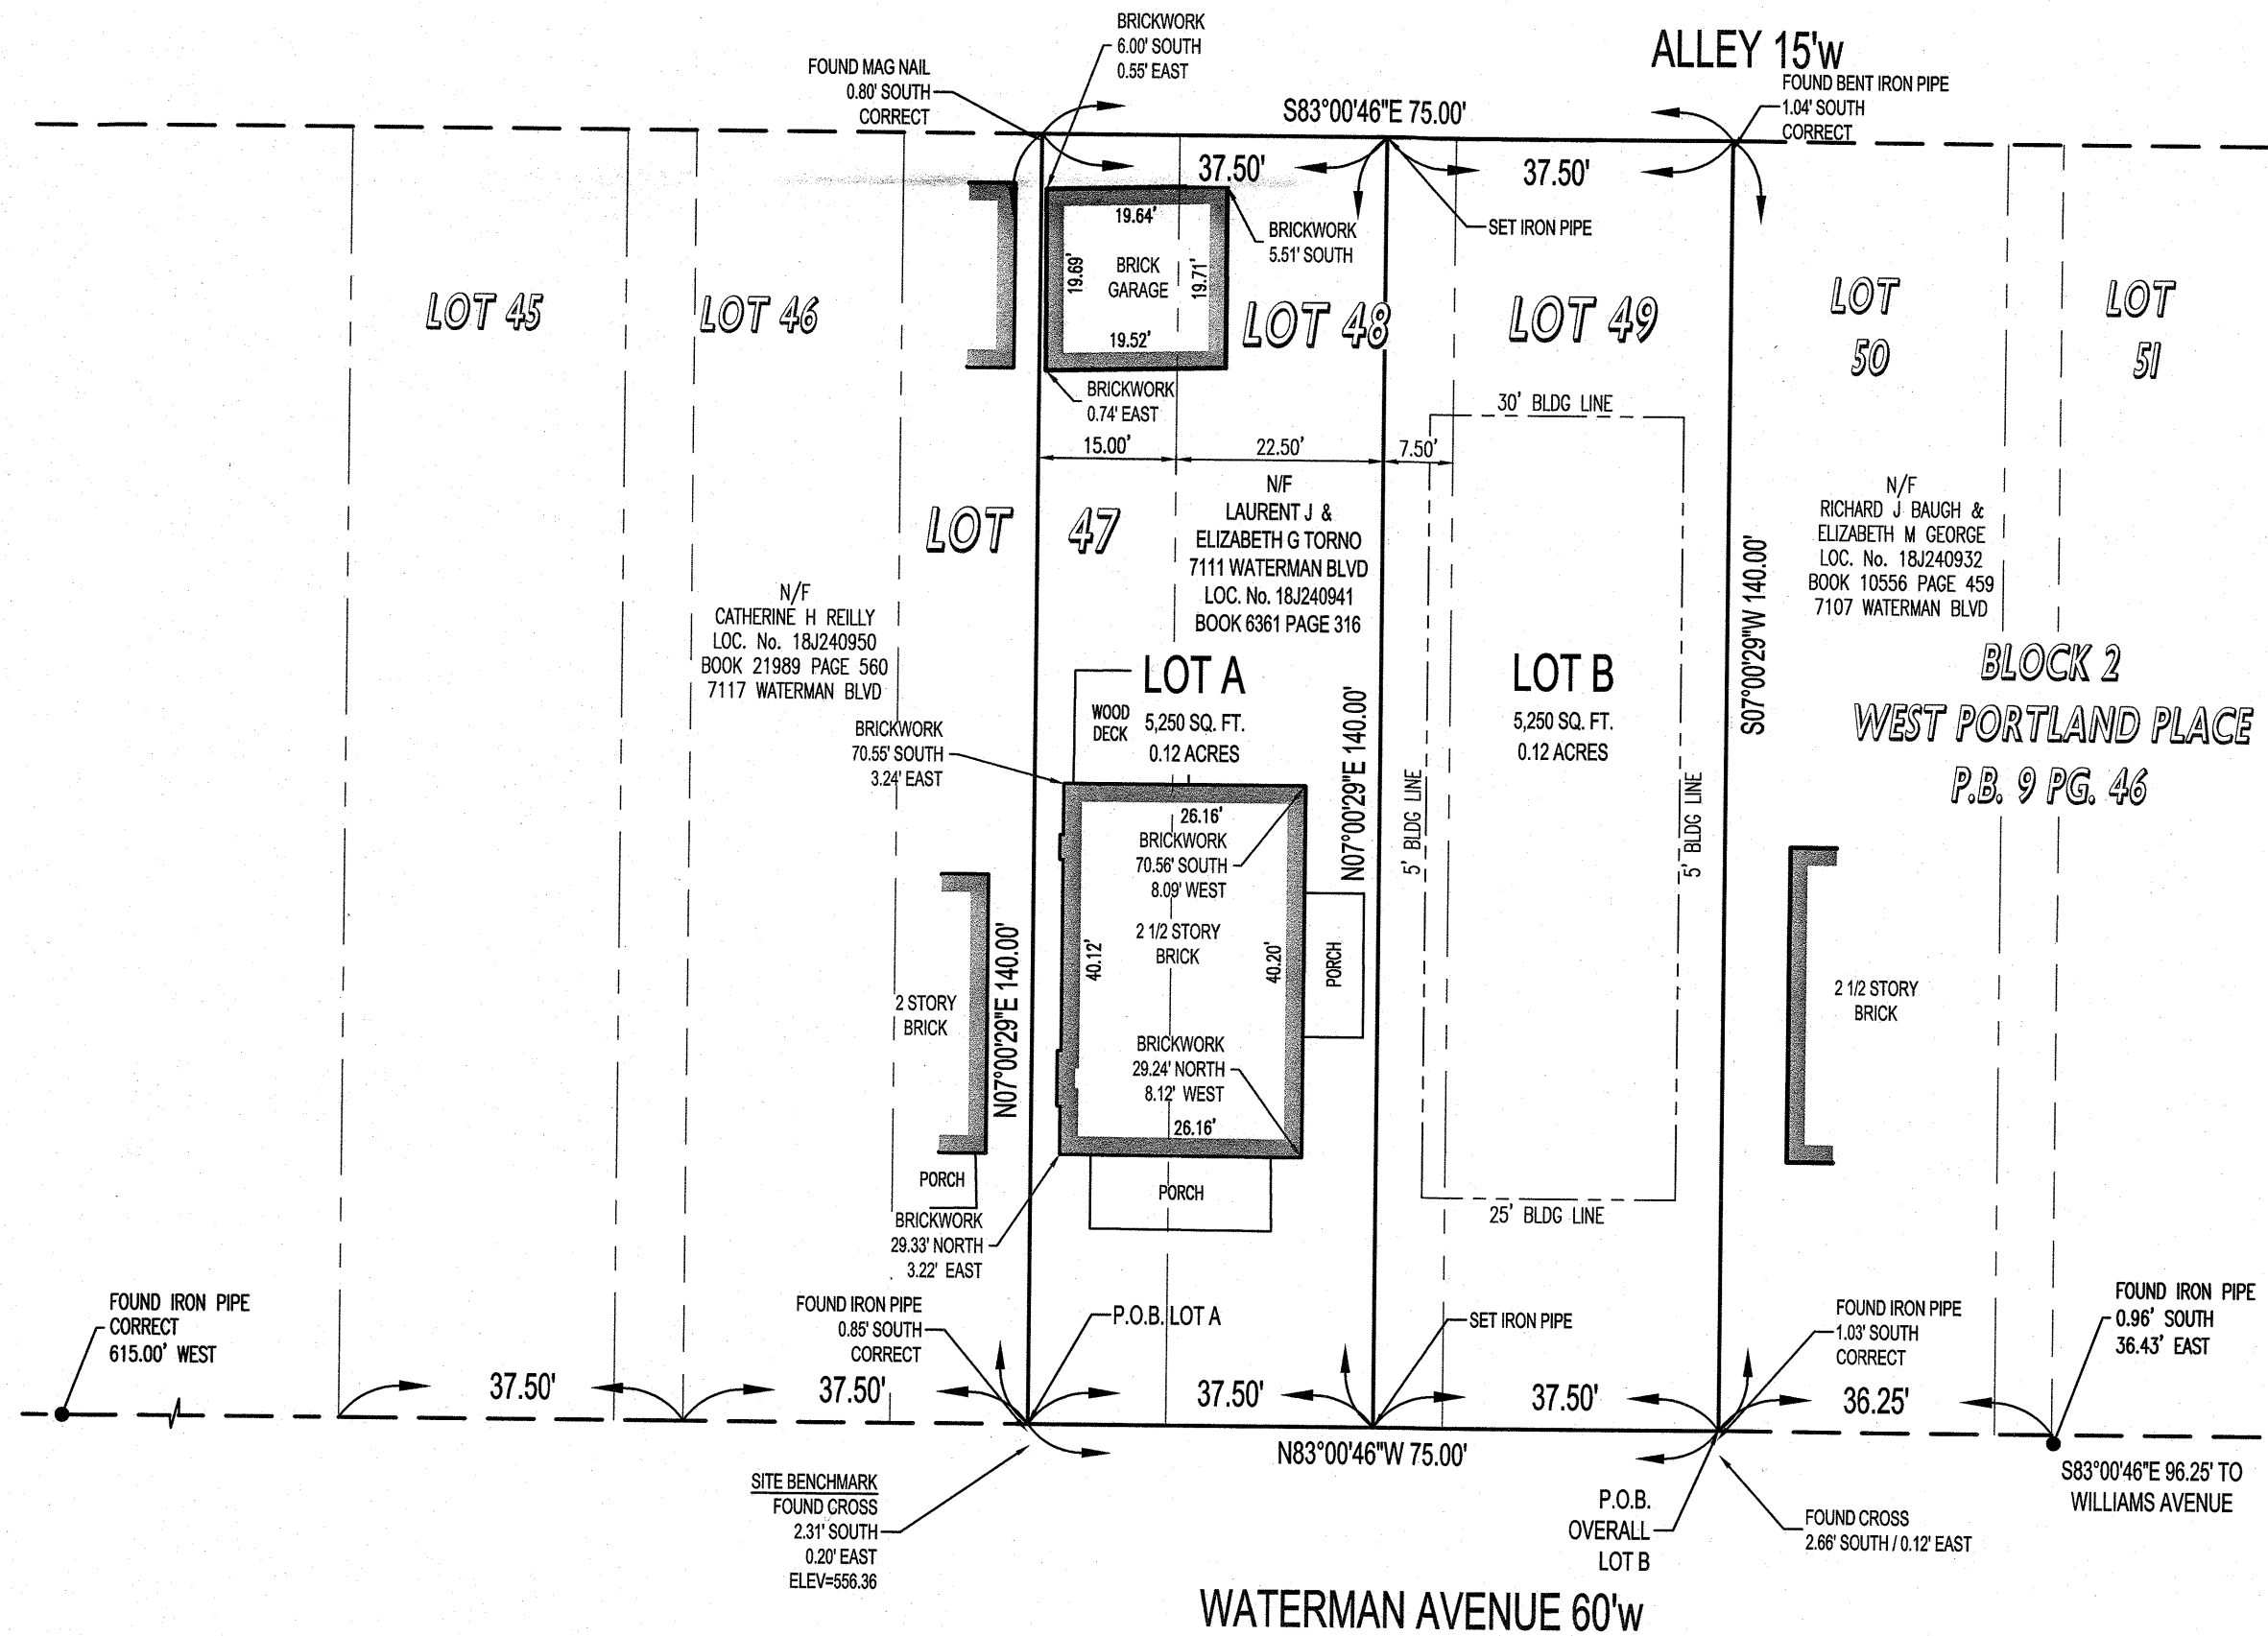 BRICKWORK
6.00' SOUTH
0.55' EAST
FOUND MAG NAIL
0.80' SOUTH
CORRECT
ALLEY 15'w
FOUND BENT IRON PIPE
1.04' SOUTH
CORRECT
S83°00'46"E 75.00'
37.50'
37.50'
19.64'
19.69'
BRICK
GARAGE
19.71'
19.52'
BRICKWORK
5.51' SOUTH
SET IRON PIPE
LOT 45
LOT 46
LOT 48
LOT 49
LOT
50
LOT
51
BRICKWORK
0.74' EAST
30' BLDG LINE
15.00'
22.50'
7.50'
LOT 47
N/F
LAURENT J &
ELIZABETH G TORNO
7111 WATERMAN BLVD
LOC. No. 18J240941
BOOK 6361 PAGE 316
N/F
RICHARD J BAUGH &
ELIZABETH M GEORGE
LOC. No. 18J240932
BOOK 10556 PAGE 459
7107 WATERMAN BLVD
N/F
CATHERINE H REILLY
LOC. No. 18J240950
BOOK 21989 PAGE 560
7117 WATERMAN BLVD
S07°00'29"W 140.00'
BLOCK 2
WEST PORTLAND PLACE
P.B. 9 PG. 46
LOT A
5,250 SQ. FT.
0.12 ACRES
WOOD
DECK
LOT B
5,250 SQ. FT.
0.12 ACRES
N07°00'29"E 140.00'
5' BLDG LINE
5' BLDG LINE
BRICKWORK
70.55' SOUTH
3.24' EAST
26.16'
BRICKWORK
70.56' SOUTH
8.09' WEST
2 1/2 STORY
BRICK
40.12'
40.20'
PORCH
N07°00'29"E 140.00'
2 STORY
BRICK
2 1/2 STORY
BRICK
BRICKWORK
29.24' NORTH
8.12' WEST
26.16'
PORCH
PORCH
25' BLDG LINE
BRICKWORK
29.33' NORTH
3.22' EAST
FOUND IRON PIPE
CORRECT
615.00' WEST
FOUND IRON PIPE
0.85' SOUTH
CORRECT
P.O.B. LOT A
SET IRON PIPE
FOUND IRON PIPE
1.03' SOUTH
CORRECT
FOUND IRON PIPE
0.96' SOUTH
36.43' EAST
37.50'
37.50'
37.50'
37.50'
36.25'
N83°00'46"W 75.00'
SITE BENCHMARK
FOUND CROSS
2.31' SOUTH
0.20' EAST
ELEV=556.36
P.O.B.
OVERALL
LOT B
FOUND CROSS
2.66' SOUTH / 0.12' EAST
S83°00'46"E 96.25' TO
WILLIAMS AVENUE
WATERMAN AVENUE 60'w